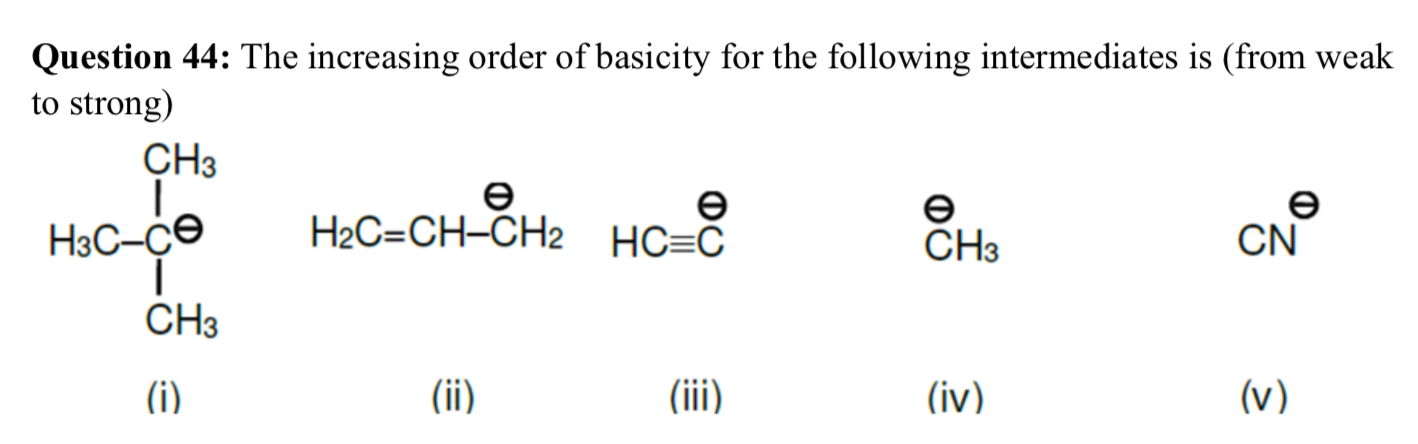 Question 44: The increasing order of basicity for the following intermediates is (from weak
to strong)
CH3
H3C–C⊖
CH3
H2C=CH–CH2 ⊖
HC≡C ⊖
⊖ CH3
CN ⊖
(i) (ii) (iii) (iv) (v)